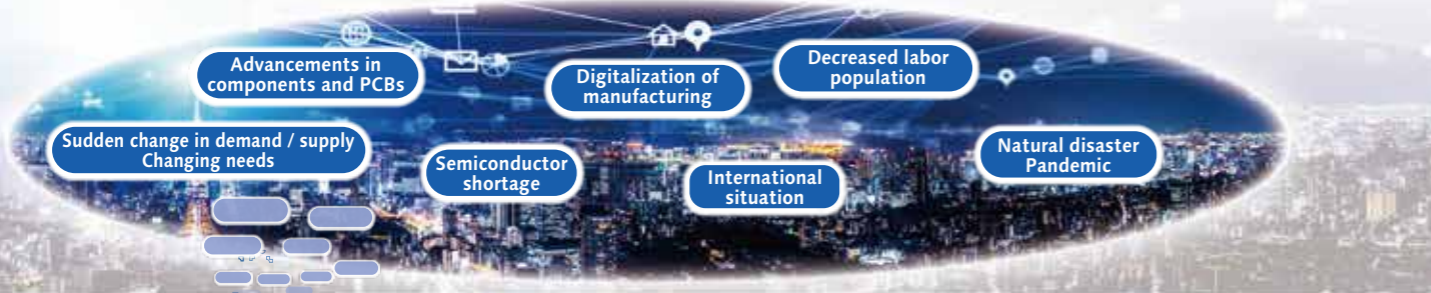 Advancements in
components and PCBs
Digitalization of
manufacturing
Decreased labor
population
Sudden change in demand / supply
Changing needs
Semiconductor
shortage
International
situation
Natural disaster
Pandemic